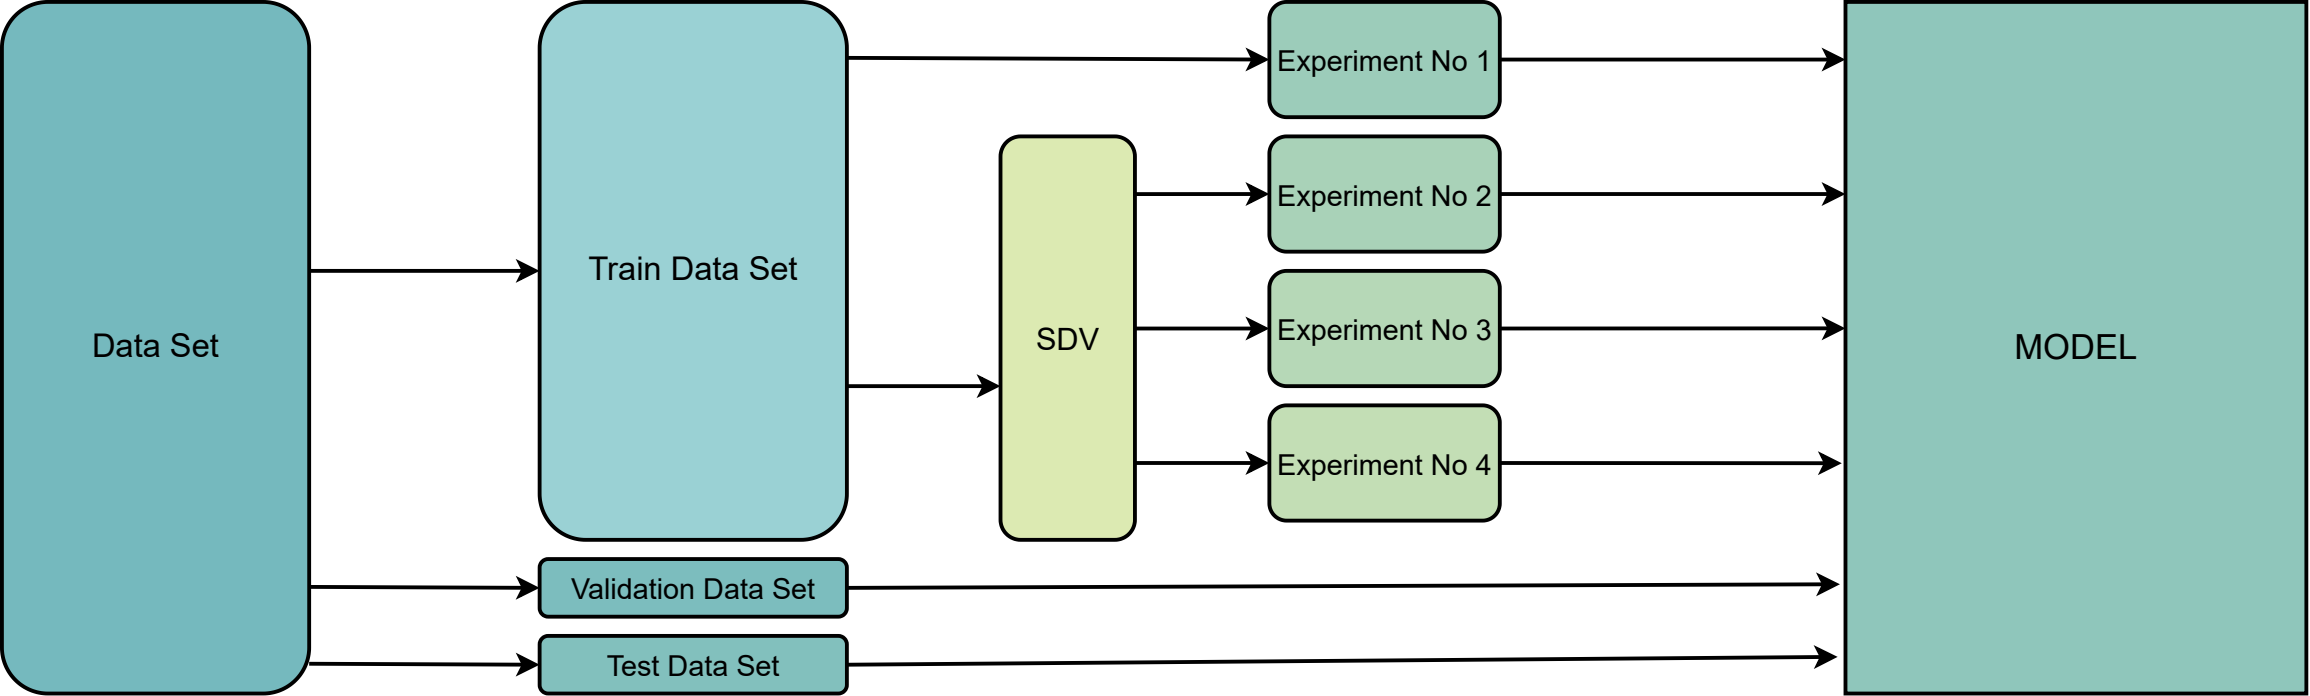 Data Set
Train Data Set
Validation Data Set
Test Data Set
SDV
Experiment No 1
Experiment No 2
Experiment No 3
Experiment No 4
MODEL